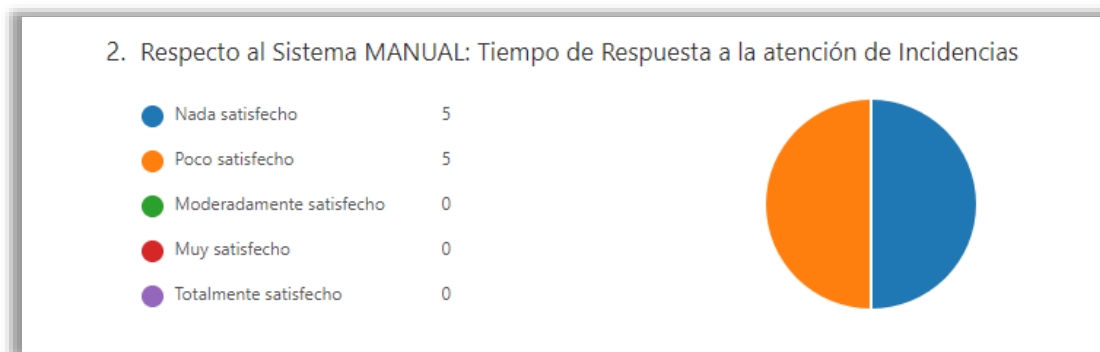 2. Respecto al Sistema MANUAL: Tiempo de Respuesta a la atención de Incidencias
Nada satisfecho 5
Poco satisfecho 5
Moderadamente satisfecho 0
Muy satisfecho 0
Totalmente satisfecho 0